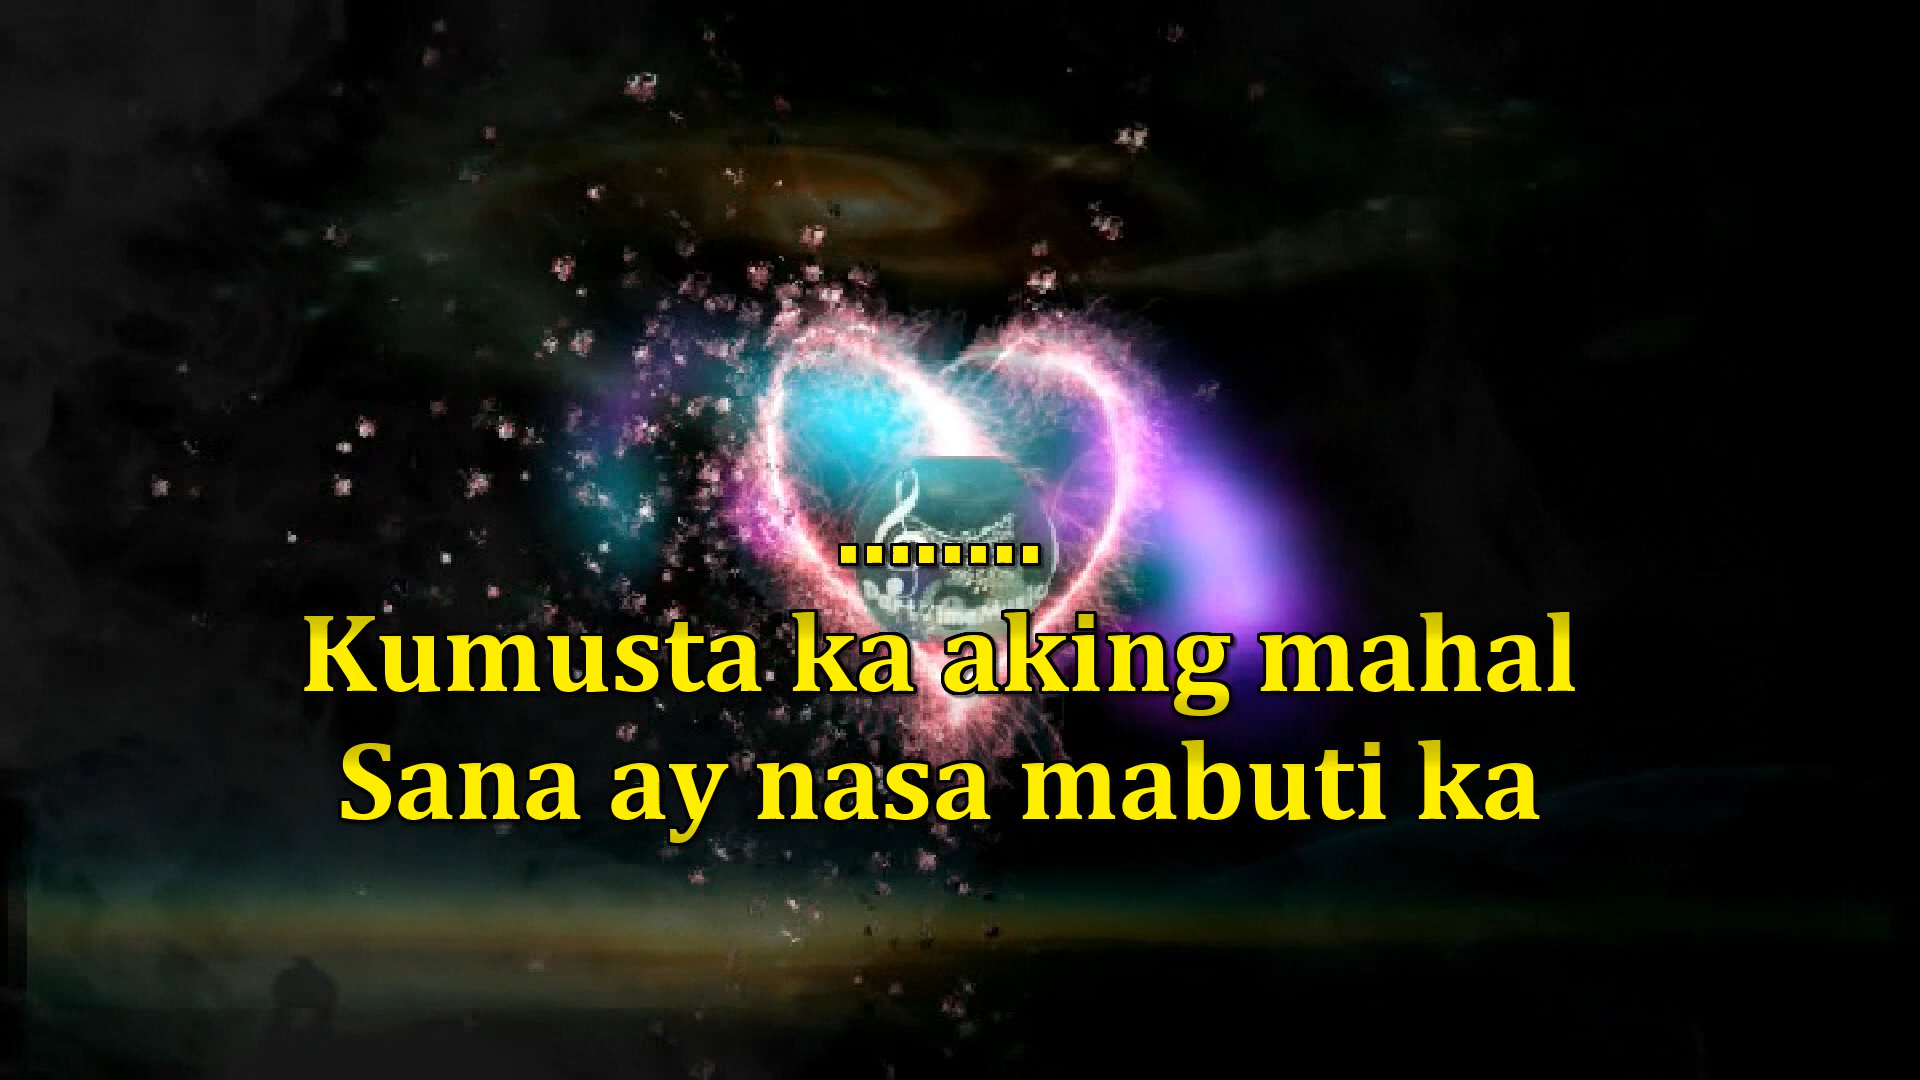 ........
Kumusta ka aking mahal
Sana ay nasa mabuti ka